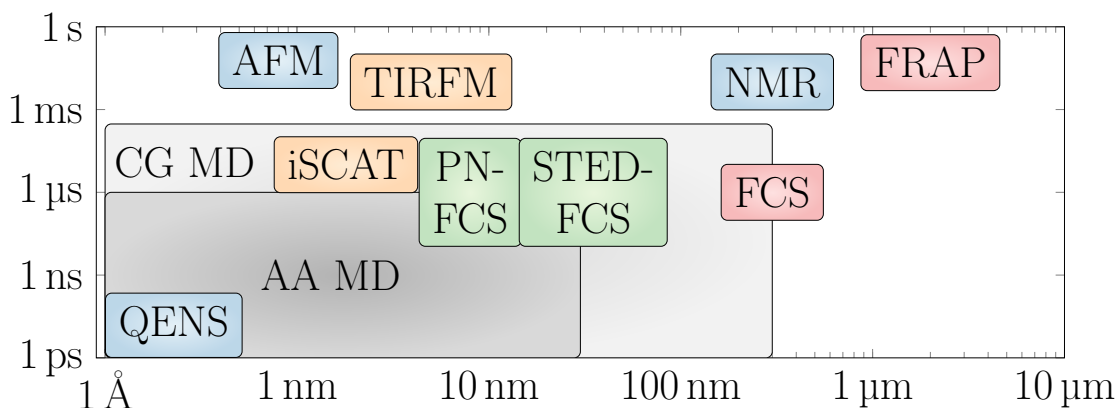 1 s
AFM
TIRFM
NMR
FRAP
1 ms
CG MD
iSCAT
PN-
FCS
STED-
FCS
FCS
1 µs
AA MD
1 ns
QENS
1 ps
1 Å
1 nm
10 nm
100 nm
1 µm
10 µm